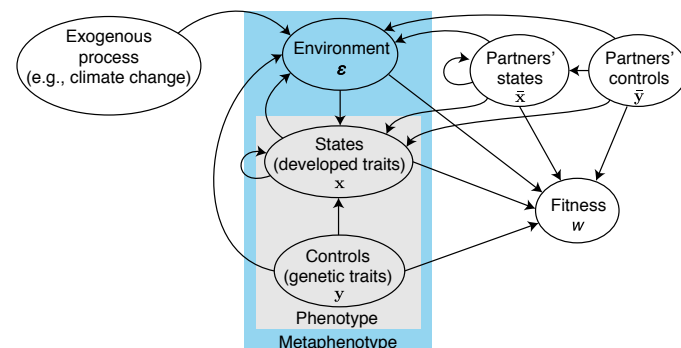 Exogenous
process
(e.g., climate change)
Environment
ε
Partners'
states
x̄
Partners'
controls
ȳ
States
(developed traits)
x
Fitness
w
Controls
(genetic traits)
y
Phenotype
Metaphenotype